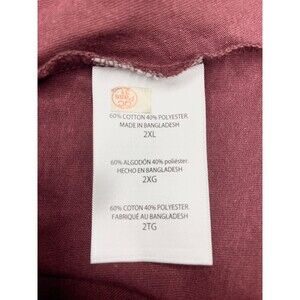 60% COTTON 40% POLYESTER
MADE IN BANGLADESH
2XL
60% ALGODÓN 40% poliéster
HECHO EN BANGLADESH
2XG
60% COTON 40% POLYESTER
FABRIQUÉ AU BANGLADESH
2TG